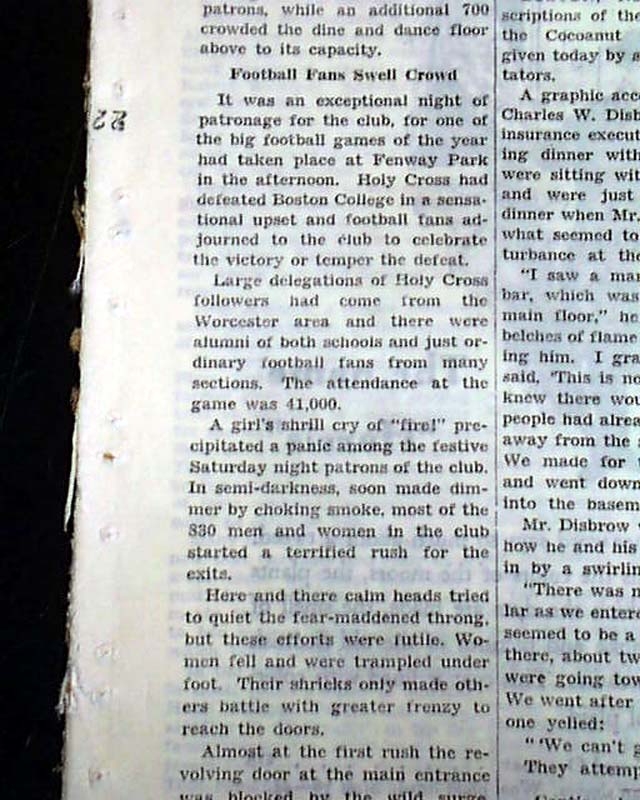 patrons, while an additional 700
crowded the dine and dance floor
above to its capacity.
Football Fans Swell Crowd
It was an exceptional night of
patronage for the club, for one of
the big football games of the year
had taken place at Fenway Park
in the afternoon. Holy Cross had
defeated Boston College in a sensa-
tional upset and football fans ad-
journed to the club to celebrate
the victory or temper the defeat.
Large delegations of Holy Cross
followers had come from the
Worcester area and there were
alumni of both schools and just or-
dinary football fans from many
sections. The attendance at the
game was 41,000.
A girl's shrill cry of "fire!" pre-
cipitated a panic among the festive
Saturday night patrons of the club.
In semi-darkness, soon made dim-
mer by choking smoke, most of the
830 men and women in the club
started a terrified rush for the
exits.
Here and there calm heads tried
to quiet the fear-maddened throng,
but these efforts were futile. Wo-
men fell and were trampled under
foot. Their shrieks only made oth-
ers battle with greater frenzy to
reach the doors.
Almost at the first rush the re-
volving door at the main entrance
was blocked by the wild surge
scriptions of the
the Cocoanut
given today by s
tators.
A graphic acc
Charles W. Disb
insurance execut
ing dinner with
were sitting wit
and were just
dinner when Mr.
what seemed to
turbance at the
"I saw a man
bar, which was
main floor," he
belches of flame
ing him. I gra
said, 'This is no
knew there wou
people had alrea
away from the s
We made for
and went down
into the basem
Mr. Disbrow
how he and his
in by a swirlin
"There was n
lar as we entere
seemed to be a
there, about tw
were going tow
We went after
one yelled:
"'We can't g
They attemp